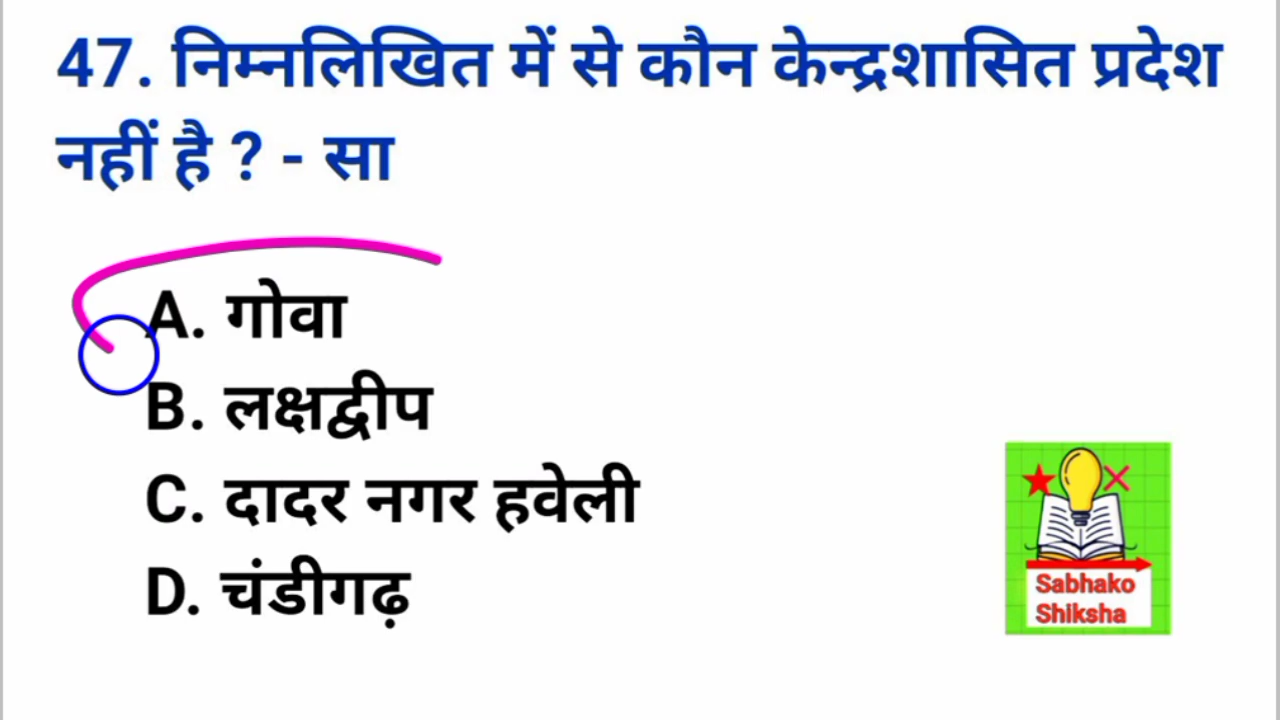 47. निम्नलिखित में से कौन केन्द्रशासित प्रदेश
नहीं है ? - सा
A. गोवा
B. लक्षद्वीप
C. दादर नगर हवेली
D. चंडीगढ़
Sabhako
Shiksha